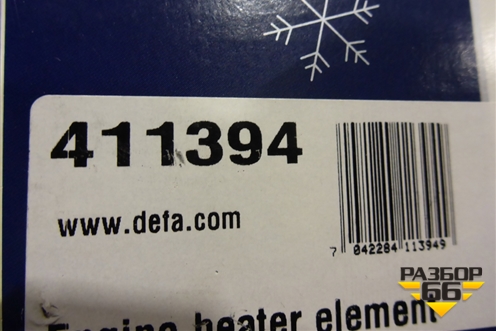 411394
www.defa.com
7 042284 113949
РАЗБОР
66
Engine heater element